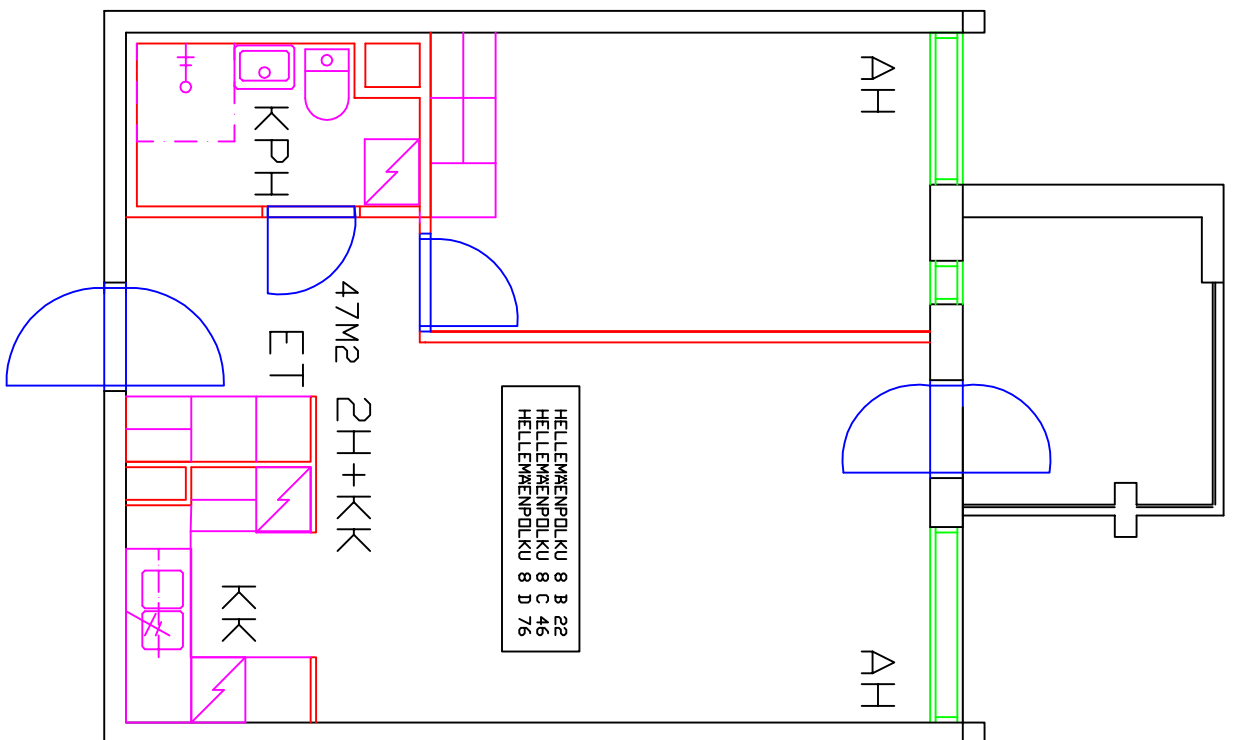 AH
KPH
47M2
ET
2H+KK
HELLEMÄENPOLKU 8 B 22
HELLEMÄENPOLKU 8 C 46
HELLEMÄENPOLKU 8 D 76
KK
AH